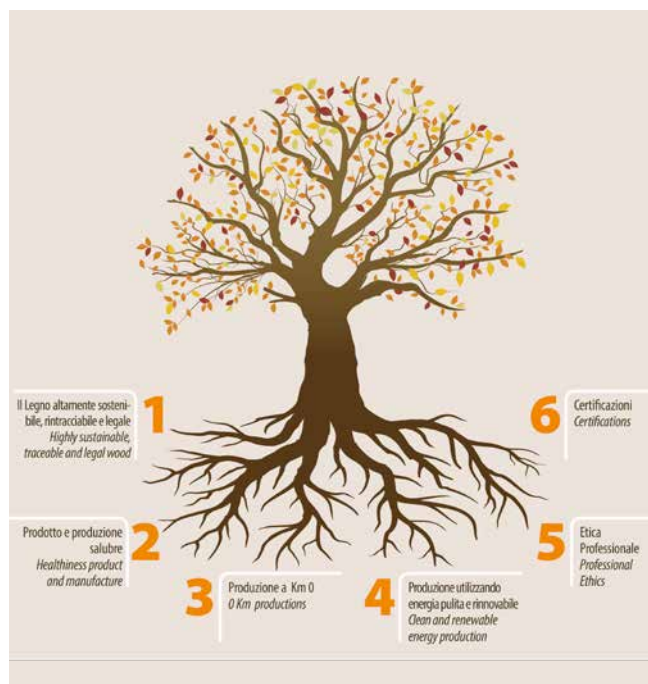 1
Il Legno altamente sosteni-
bile, rintracciabile e legale
Highly sustainable,
traceable and legal wood
2
Prodotto e produzione
salubre
Healthiness product
and manufacture
3
Produzione a Km 0
0 Km productions
4
Produzione utilizzando
energia pulita e rinnovabile
Clean and renewable
energy production
5
Etica
Professionale
Professional
Ethics
6
Certificazioni
Certifications